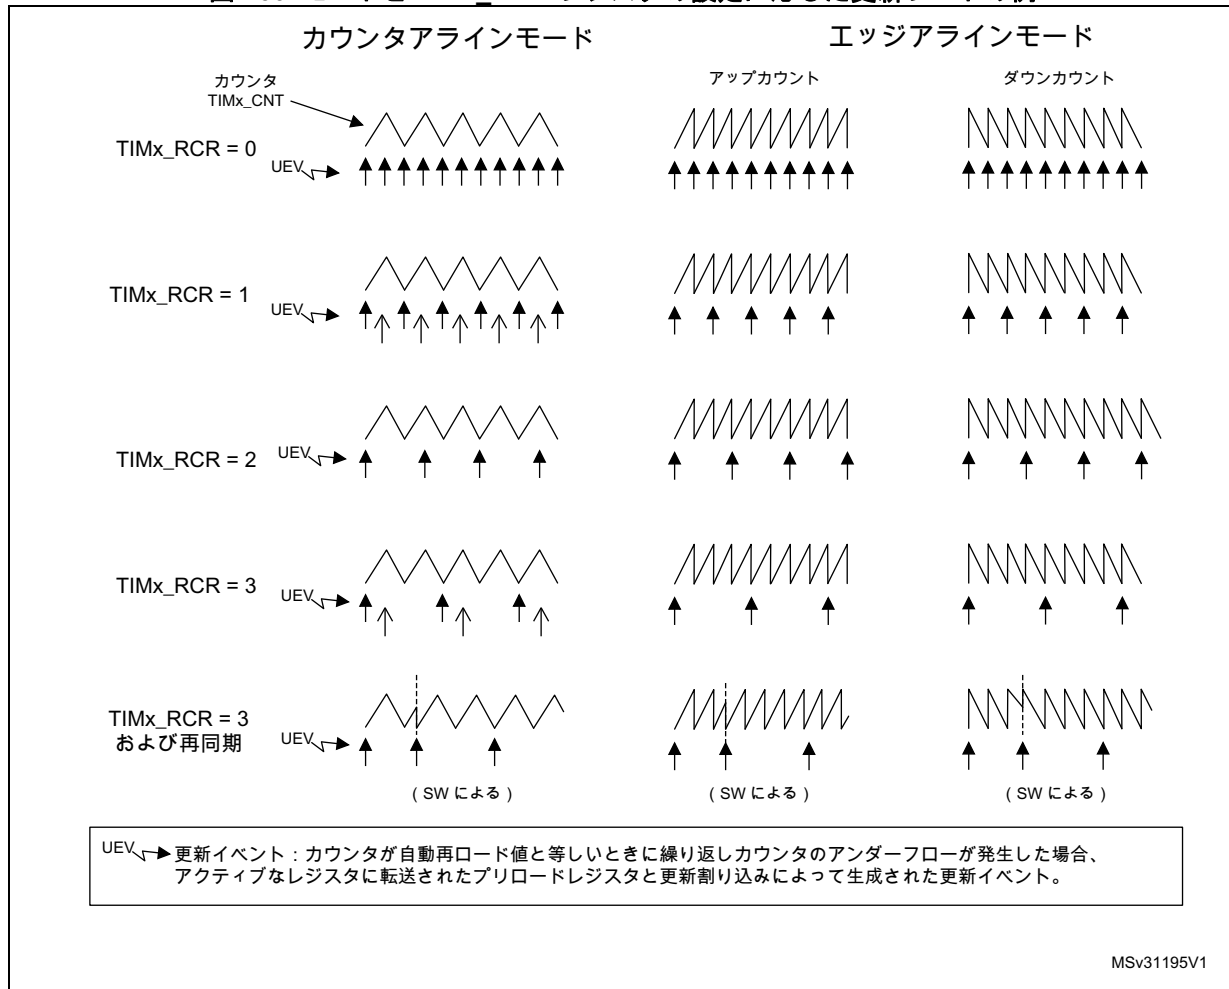 カウンタアラインモード
エッジアラインモード
カウンタ
TIMx_CNT
アップカウント
ダウンカウント
TIMx_RCR = 0
UEV
TIMx_RCR = 1
UEV
TIMx_RCR = 2
UEV
TIMx_RCR = 3
UEV
TIMx_RCR = 3
および再同期
UEV
( SW による )
( SW による )
( SW による )
UEV 更新イベント : カウンタが自動再ロード値と等しいときに繰り返しカウンタのアンダーフローが発生した場合、
アクティブなレジスタに転送されたプリロードレジスタと更新割り込みによって生成された更新イベント。
MSv31195V1